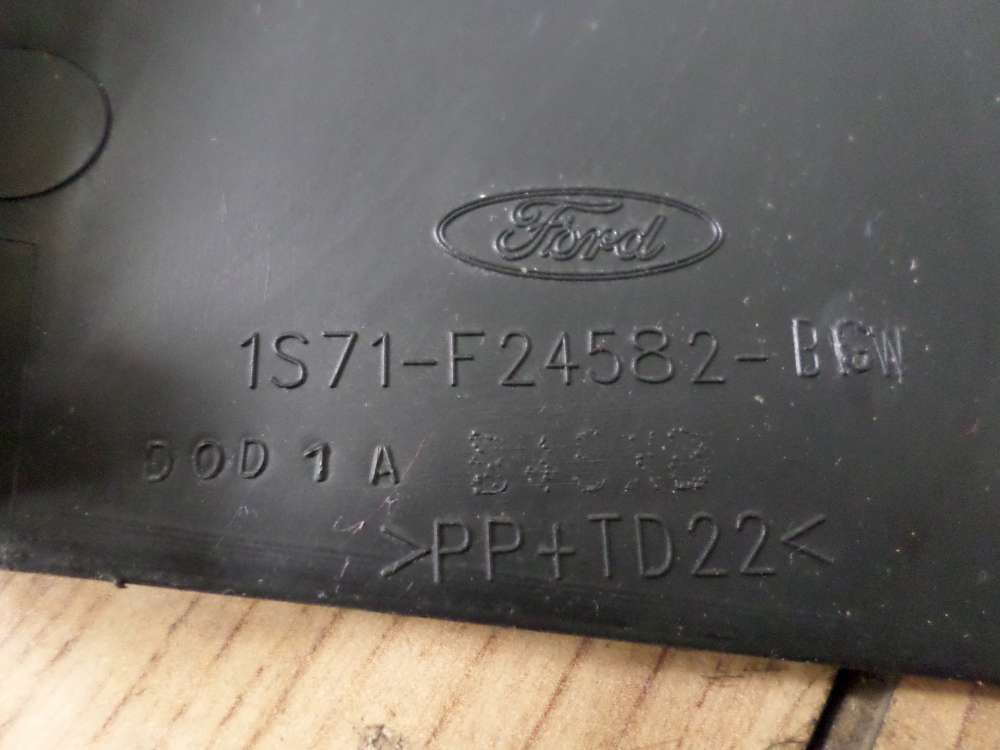 Ford
1S71-F24582-BGW
DOD 1 A
>PP+TD22<